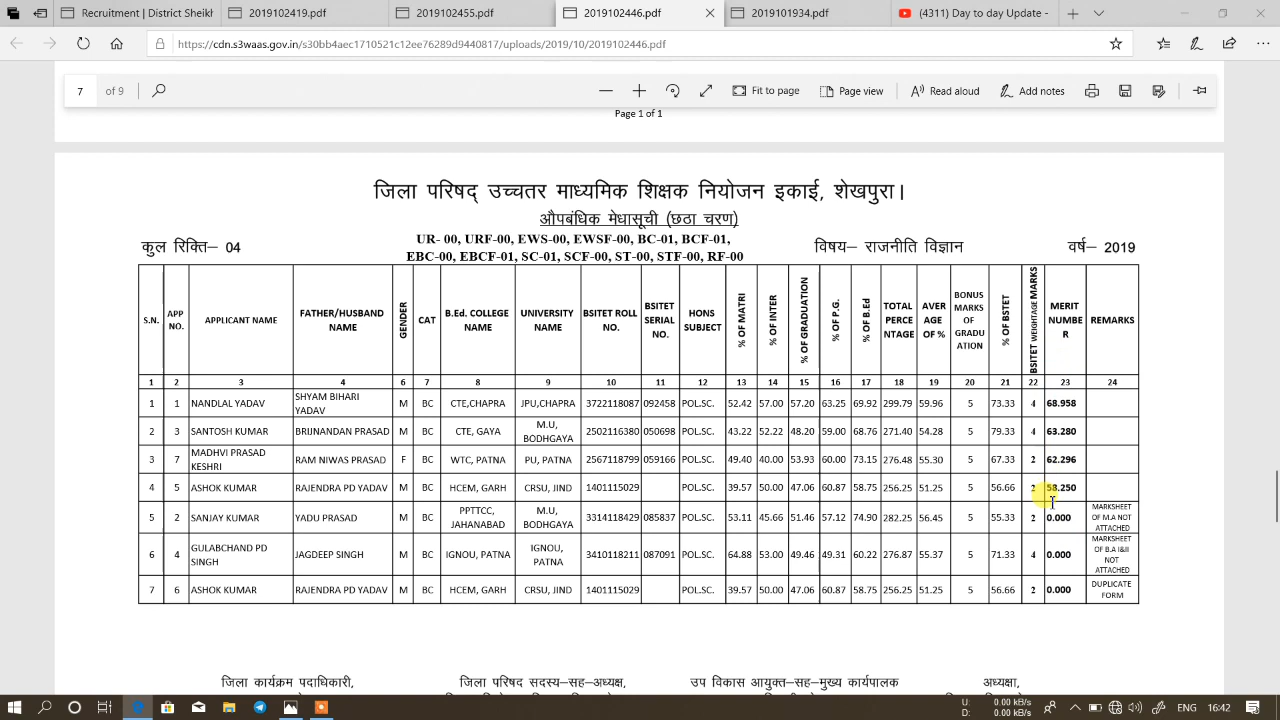 Recruitment | District Sheikh
2019102419.pdf
2019102455.pdf
2019102446.pdf
2019101934.pdf
(4311) Day to day Update -
https://cdn.s3waas.gov.in/s30bb4aec1710521c12ee76289d9440817/uploads/2019/10/2019102446.pdf
7 of 9
Fit to page
Page view
Read aloud
Add notes
Page 1 of 1
जिला परिषद् उच्चतर माध्यमिक शिक्षक नियोजन इकाई, शेखपुरा।
औपबंधिक मेधासूची (छठा चरण)
कुल रिक्ति– 04
UR- 00, URF-00, EWS-00, EWSF-00, BC-01, BCF-01,
EBC-00, EBCF-01, SC-01, SCF-00, ST-00, STF-00, RF-00
विषय– राजनीति विज्ञान
वर्ष– 2019
S.N. APP NO. APPLICANT NAME FATHER/HUSBAND NAME GENDER CAT B.Ed. COLLEGE NAME UNIVERSITY NAME BSITET ROLL NO. BSITET SERIAL NO. HONS SUBJECT % OF MATRI % OF INTER % OF GRADUATION % OF P.G. % OF B.Ed TOTAL PERCE NTAGE AVER AGE OF % BONUS MARKS OF GRADU ATION % OF BSTET BSITET WEIGHTAGE MARKS MERIT NUMBE R REMARKS
1 2 3 4 6 7 8 9 10 11 12 13 14 15 16 17 18 19 20 21 22 23 24
1 1 NANDLAL YADAV SHYAM BIHARI YADAV M BC CTE,CHAPRA JPU,CHAPRA 3722118087 092458 POL.SC. 52.42 57.00 57.20 63.25 69.92 299.79 59.96 5 73.33 4 68.958
2 3 SANTOSH KUMAR BRIJNANDAN PRASAD M BC CTE, GAYA M.U, BODHGAYA 2502116380 050698 POL.SC. 43.22 52.22 48.20 59.00 68.76 271.40 54.28 5 79.33 4 63.280
3 7 MADHVI PRASAD KESHRI RAM NIWAS PRASAD F BC WTC, PATNA PU, PATNA 2567118799 059166 POL.SC. 49.40 40.00 53.93 60.00 73.15 276.48 55.30 5 67.33 2 62.296
4 5 ASHOK KUMAR RAJENDRA PD YADAV M BC HCEM, GARH CRSU, JIND 1401115029 POL.SC. 39.57 50.00 47.06 60.87 58.75 256.25 51.25 5 56.66 2 58.250
5 2 SANJAY KUMAR YADU PRASAD M BC PPTTCC, JAHANABAD M.U, BODHGAYA 3314118429 085837 POL.SC. 53.11 45.66 51.46 57.12 74.90 282.25 56.45 5 55.33 2 0.000 MARKSHEET OF M.A NOT ATTACHED
6 4 GULABCHAND PD SINGH JAGDEEP SINGH M BC IGNOU, PATNA IGNOU, PATNA 3410118211 087091 POL.SC. 64.88 53.00 49.46 49.31 60.22 276.87 55.37 5 71.33 4 0.000 MARKSHEET OF B.A I&II NOT ATTACHED
7 6 ASHOK KUMAR RAJENDRA PD YADAV M BC HCEM, GARH CRSU, JIND 1401115029 POL.SC. 39.57 50.00 47.06 60.87 58.75 256.25 51.25 5 56.66 2 0.000 DUPLICATE FORM
जिला कार्यक्रम पदाधिकारी,
जिला परिषद सदस्य–सह–अध्यक्ष,
उप विकास आयुक्त–सह–मुख्य कार्यपालक
अध्यक्षा,
U: 0.00 kB/s
D: 0.00 kB/s
ENG 16:42